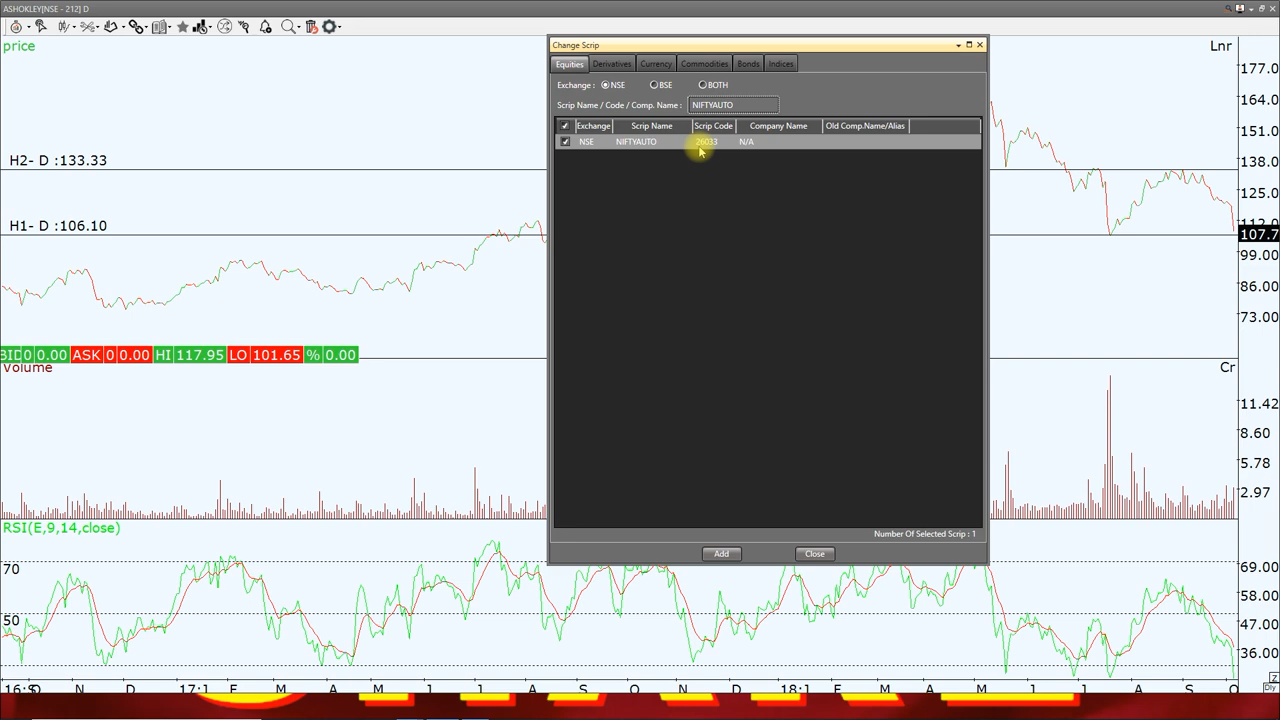 ASHOKLEY[NSE - 212] D
price
Lnr
177.0
164.0
151.0
138.0
125.0
107.7
99.00
86.00
73.00
H2- D :133.33
H1- D :106.10
0 0.00 ASK 0 0.00 HI 117.95 LO 101.65 % 0.00
volume
Cr
11.42
8.60
5.78
2.97
RSI(E,9,14,close)
70
50
69.00
58.00
47.00
36.00
N D 17:1 F M A M J J A S O N D 18:1 F M A M J J A S O
Change Scrip
Equities Derivatives Currency Commodities Bonds Indices
Exchange : NSE BSE BOTH
Scrip Name / Code / Comp. Name : NIFTYAUTO
Exchange Scrip Name Scrip Code Company Name Old Comp.Name/Alias
NSE NIFTYAUTO 26033 N/A
Number Of Selected Scrip : 1
Add Close